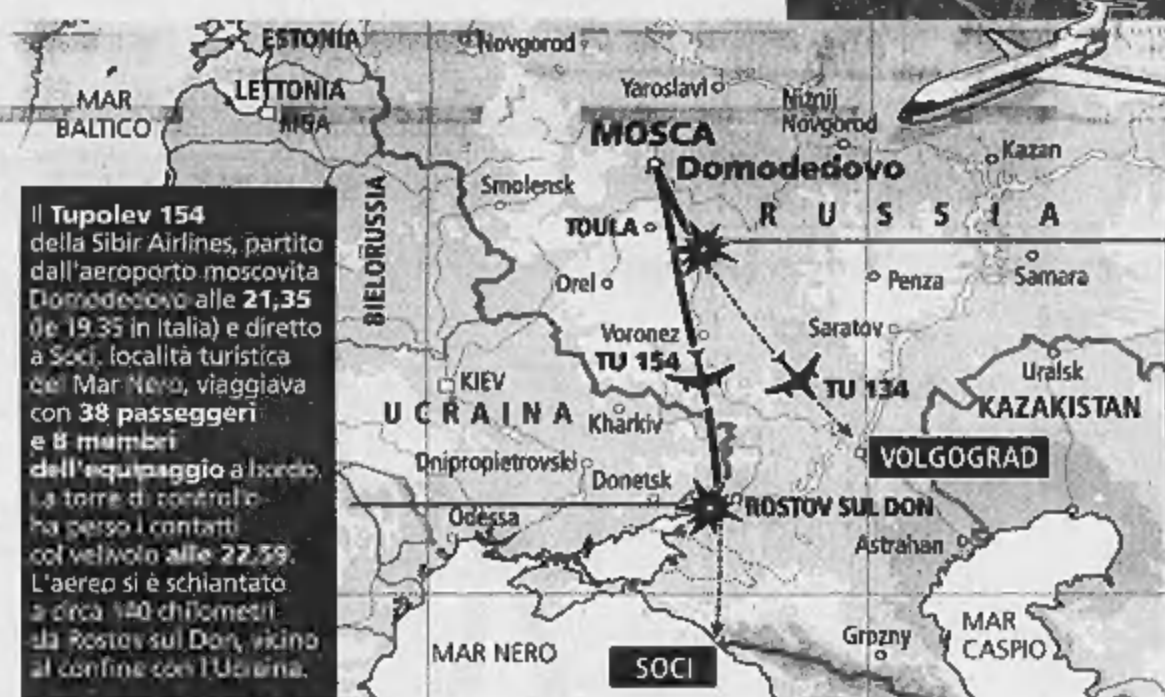 ESTONIA
Novgorod
LETTONIA
RIGA
MAR
BALTICO
Yaroslavl
Niznij
Novgorod
MOSCA
Domodedovo
Kazan
Smolensk
RUSSIA
TOULA
BIELORUSSIA
Orel
Penza
Samara
Voronez
Saratov
TU 154
TU 134
Uralsk
KIEV
UCRAINA
Kharkiv
KAZAKISTAN
Dnipropietrovski
VOLGOGRAD
Donetsk
ROSTOV SUL DON
Odessa
Astrahan
MAR NERO
SOCI
Grozny
MAR
CASPIO
Il Tupolev 154
della Sibir Airlines, partito
dall'aeroporto moscovita
Domodedovo alle 21,35
(le 19.35 in Italia) e diretto
a Soci, località turistica
del Mar Nero, viaggiava
con 38 passeggeri
e 8 membri
dell'equipaggio a bordo.
La torre di controllo
ha perso i contatti
col velivolo alle 22.59.
L'aereo si è schiantato
a circa 140 chilometri
da Rostov sul Don, vicino
al confine con l'Ucraina.